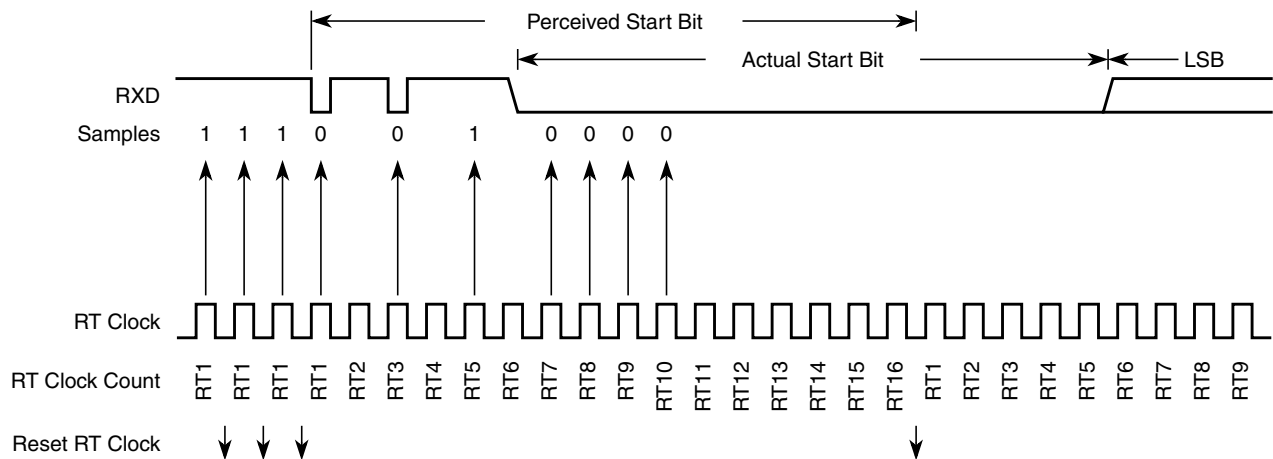 Perceived Start Bit
Actual Start Bit
LSB
RXD
Samples
1 1 1 0 0 1 0 0 0 0
RT Clock
RT Clock Count
RT1 RT1 RT1 RT1 RT2 RT3 RT4 RT5 RT6 RT7 RT8 RT9 RT10 RT11 RT12 RT13 RT14 RT15 RT16 RT1 RT2 RT3 RT4 RT5 RT6 RT7 RT8 RT9
Reset RT Clock